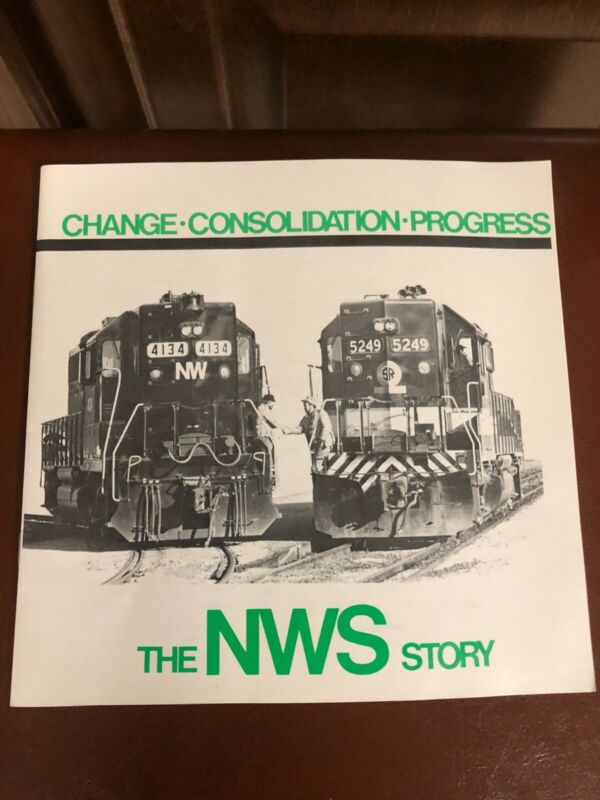 CHANGE·CONSOLIDATION·PROGRESS
4134 4134
NW
5249 5249
SR
THE NWS STORY